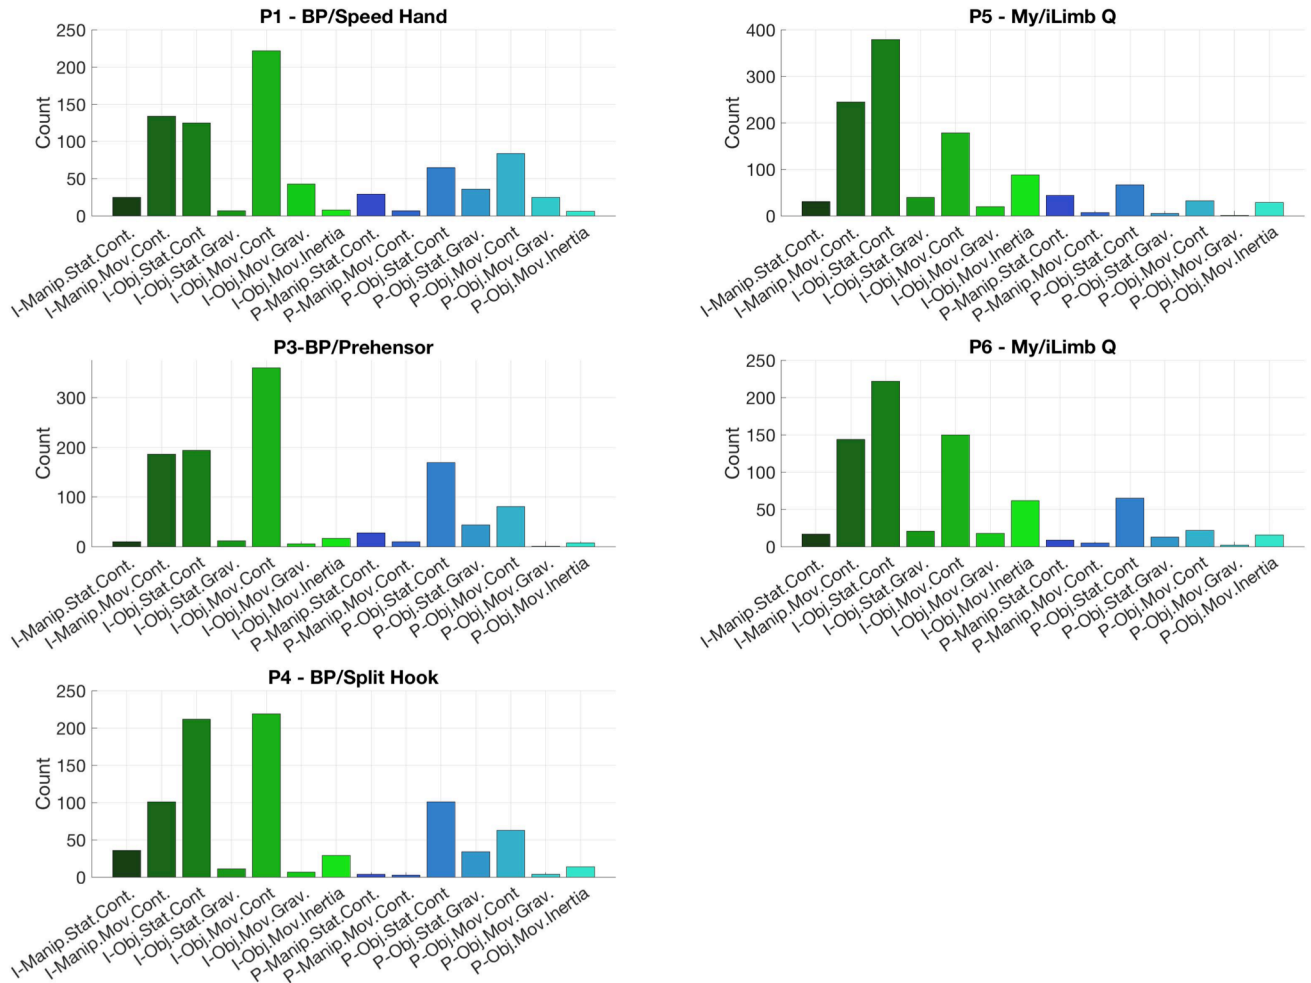 P1 - BP/Speed Hand
250
200
150
100
50
0
Count
I-Manip.Stat.Cont.
I-Manip.Mov.Cont.
I-Obj.Stat.Cont
I-Obj.Stat.Grav.
I-Obj.Mov.Cont
I-Obj.Mov.Grav.
I-Obj.Mov.Inertia
P-Manip.Stat.Cont.
P-Manip.Mov.Cont.
P-Obj.Stat.Cont
P-Obj.Stat.Grav.
P-Obj.Mov.Cont
P-Obj.Mov.Grav.
P-Obj.Mov.Inertia
P5 - My/iLimb Q
400
300
200
100
0
Count
I-Manip.Stat.Cont.
I-Manip.Mov.Cont.
I-Obj.Stat.Cont
I-Obj.Stat.Grav.
I-Obj.Mov.Cont
I-Obj.Mov.Grav.
I-Obj.Mov.Inertia
P-Manip.Stat.Cont.
P-Manip.Mov.Cont.
P-Obj.Stat.Cont
P-Obj.Stat.Grav.
P-Obj.Mov.Cont
P-Obj.Mov.Grav.
P-Obj.Mov.Inertia
P3-BP/Prehensor
300
200
100
0
Count
I-Manip.Stat.Cont.
I-Manip.Mov.Cont.
I-Obj.Stat.Cont
I-Obj.Stat.Grav.
I-Obj.Mov.Cont
I-Obj.Mov.Grav.
I-Obj.Mov.Inertia
P-Manip.Stat.Cont.
P-Manip.Mov.Cont.
P-Obj.Stat.Cont
P-Obj.Stat.Grav.
P-Obj.Mov.Cont
P-Obj.Mov.Grav.
P-Obj.Mov.Inertia
P6 - My/iLimb Q
250
200
150
100
50
0
Count
I-Manip.Stat.Cont.
I-Manip.Mov.Cont.
I-Obj.Stat.Cont
I-Obj.Stat.Grav.
I-Obj.Mov.Cont
I-Obj.Mov.Grav.
I-Obj.Mov.Inertia
P-Manip.Stat.Cont.
P-Manip.Mov.Cont.
P-Obj.Stat.Cont
P-Obj.Stat.Grav.
P-Obj.Mov.Cont
P-Obj.Mov.Grav.
P-Obj.Mov.Inertia
P4 - BP/Split Hook
250
200
150
100
50
0
Count
I-Manip.Stat.Cont.
I-Manip.Mov.Cont.
I-Obj.Stat.Cont
I-Obj.Stat.Grav.
I-Obj.Mov.Cont
I-Obj.Mov.Grav.
I-Obj.Mov.Inertia
P-Manip.Stat.Cont.
P-Manip.Mov.Cont.
P-Obj.Stat.Cont
P-Obj.Stat.Grav.
P-Obj.Mov.Cont
P-Obj.Mov.Grav.
P-Obj.Mov.Inertia